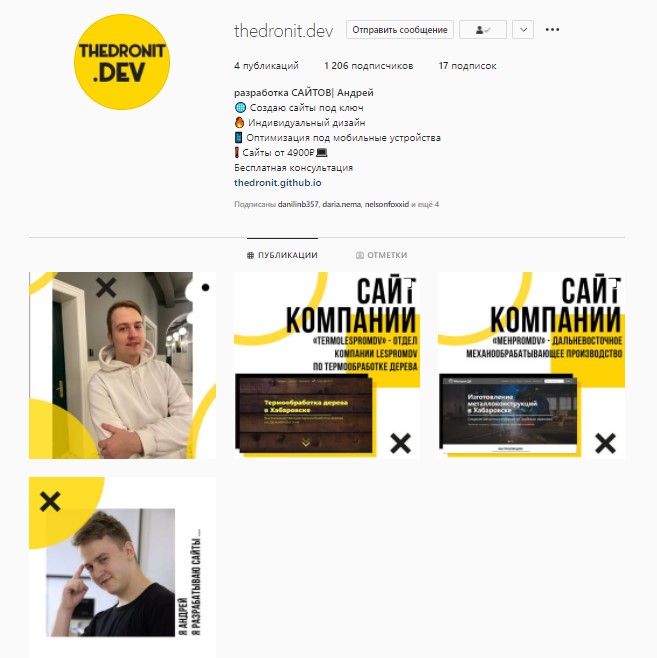 THEDRONIT
.DEV
thedronit.dev
Отправить сообщение
4 публикаций 1 206 подписчиков 17 подписок
разработка САЙТОВ| Андрей
Создаю сайты под ключ
Индивидуальный дизайн
Оптимизация под мобильные устройства
Сайты от 4900₽
Бесплатная консультация
thedronit.github.io
Подписаны danilinb357, daria.nema, nelsonfoxxid и ещё 4
ПУБЛИКАЦИИ ОТМЕТКИ
САЙТ
КОМПАНИИ
«TERMOLESPROMDV» - ОТДЕЛ
КОМПАНИИ LESPROMDV
ПО ТЕРМООБРАБОТКЕ ДЕРЕВА
Термообработка дерева
в Хабаровске
САЙТ
КОМПАНИИ
«МЕНPROMDV» - ДАЛЬНЕВОСТОЧНОЕ
МЕХАНООБРАБАТЫВАЮЩЕЕ ПРОИЗВОДСТВО
Изготовление
металлоконструкций
в Хабаровске
Я АНДРЕЙ
Я РАЗРАБАТЫВАЮ САЙТЫ ...